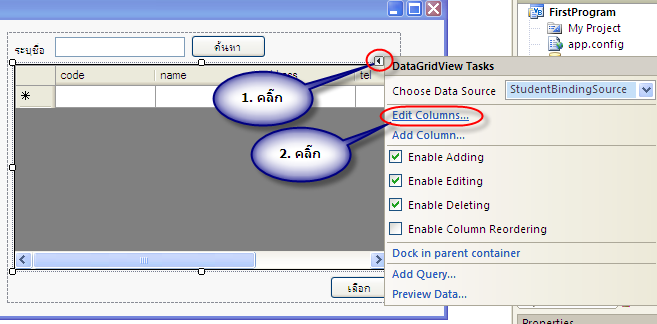 FirstProgram
My Project
app.config
ระบุชื่อ
ค้นหา
code
name
tel
DataGridView Tasks
Choose Data Source
StudentBindingSource
Edit Columns...
Add Column...
Enable Adding
Enable Editing
Enable Deleting
Enable Column Reordering
Dock in parent container
Add Query...
Preview Data...
1. คลิ๊ก
2. คลิ๊ก
เลือก
Properties